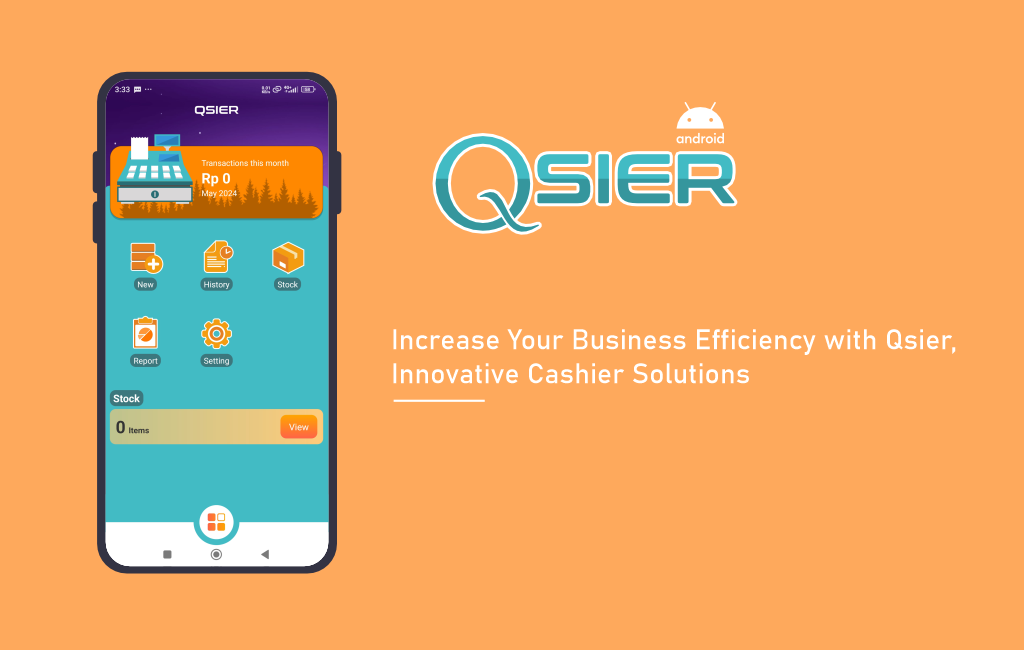 3:33
QSIER
Transactions this month
Rp 0
May 2024
New
History
Stock
Report
Setting
Stock
0 Items
View
android
QSIER
Increase Your Business Efficiency with Qsier,
Innovative Cashier Solutions